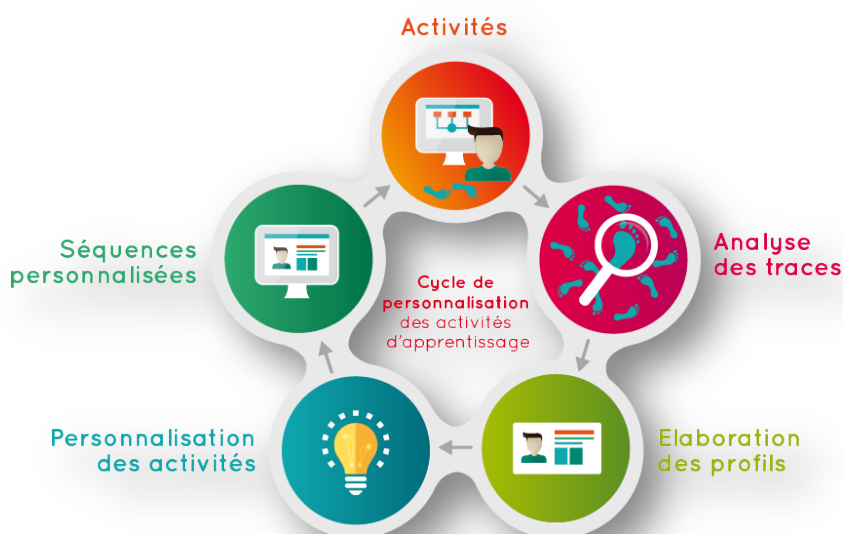 Activités
Analyse
des traces
Elaboration
des profils
Personnalisation
des activités
Séquences
personnalisées
Cycle de
personnalisation
des activités
d'apprentissage